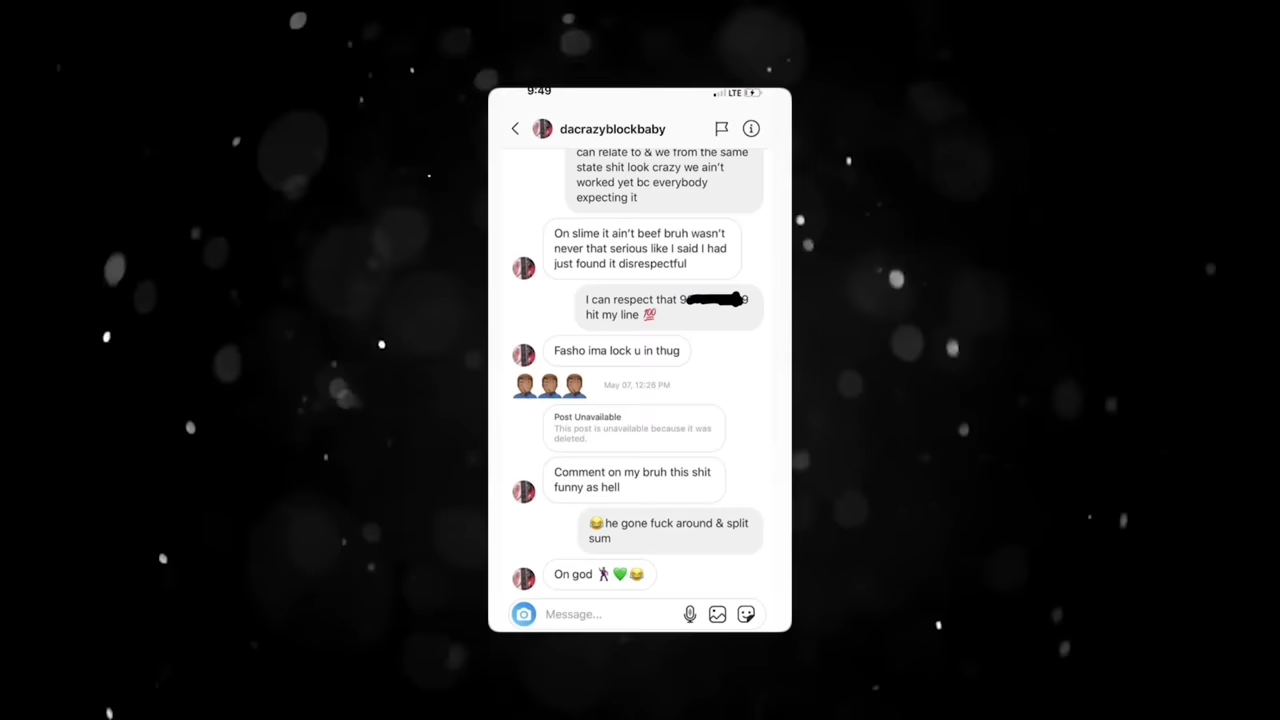 9:49
LTE
dacrazyblockbaby
can relate to & we from the same
state shit look crazy we ain't
worked yet bc everybody
expecting it
On slime it ain't beef bruh wasn't
never that serious like I said I had
just found it disrespectful
I can respect that 9 9
hit my line 💯
Fasho ima lock u in thug
🤦🏾‍♂️🤦🏾‍♂️🤦🏾‍♂️ May 07, 12:26 PM
Post Unavailable
This post is unavailable because it was
deleted.
Comment on my bruh this shit
funny as hell
😂he gone fuck around & split
sum
On god 🕺🏾💚😂
Message...